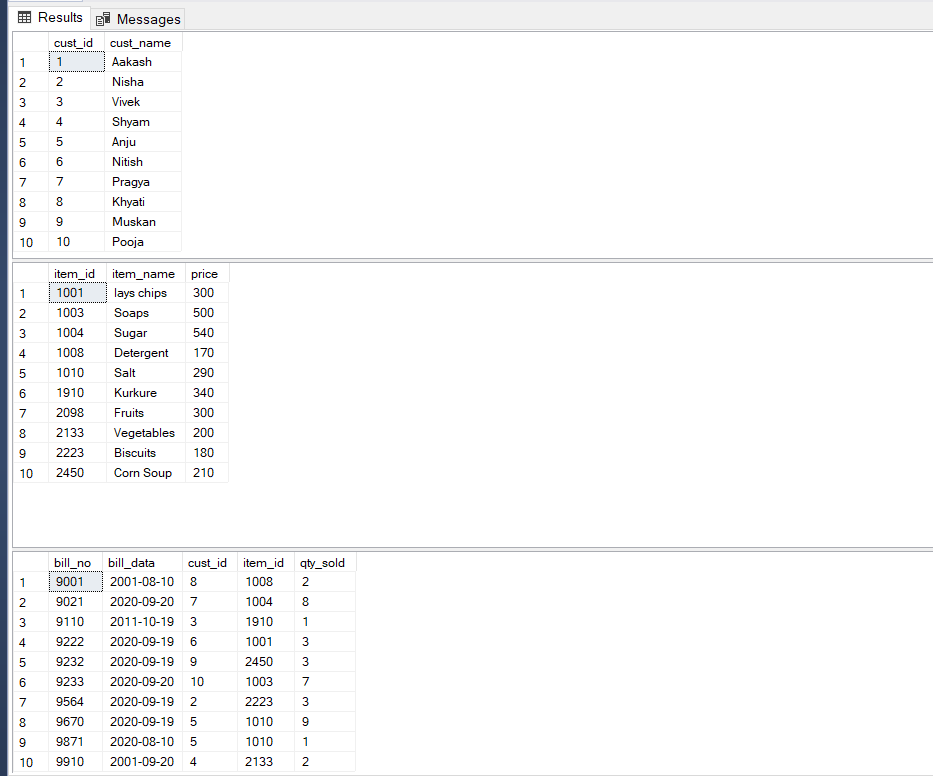 Results Messages
cust_id cust_name
1 1 Aakash
2 2 Nisha
3 3 Vivek
4 4 Shyam
5 5 Anju
6 6 Nitish
7 7 Pragya
8 8 Khyati
9 9 Muskan
10 10 Pooja
item_id item_name price
1 1001 lays chips 300
2 1003 Soaps 500
3 1004 Sugar 540
4 1008 Detergent 170
5 1010 Salt 290
6 1910 Kurkure 340
7 2098 Fruits 300
8 2133 Vegetables 200
9 2223 Biscuits 180
10 2450 Corn Soup 210
bill_no bill_data cust_id item_id qty_sold
1 9001 2001-08-10 8 1008 2
2 9021 2020-09-20 7 1004 8
3 9110 2011-10-19 3 1910 1
4 9222 2020-09-19 6 1001 3
5 9232 2020-09-19 9 2450 3
6 9233 2020-09-20 10 1003 7
7 9564 2020-09-19 2 2223 3
8 9670 2020-09-19 5 1010 9
9 9871 2020-08-10 5 1010 1
10 9910 2001-09-20 4 2133 2